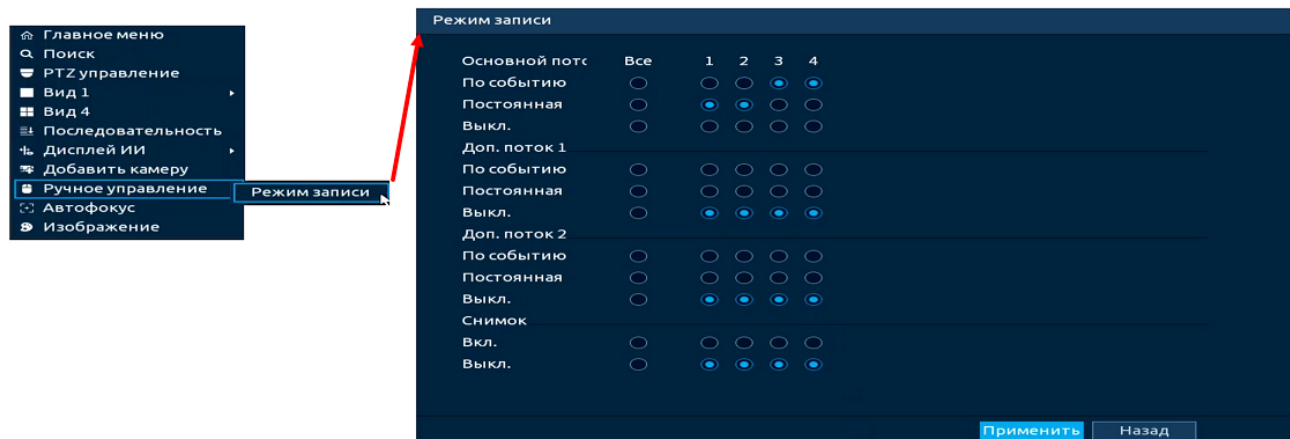 Главное меню
Поиск
PTZ управление
Вид 1
Вид 4
Последовательность
Дисплей ИИ
Добавить камеру
Ручное управление
Режим записи
Автофокус
Изображение
Режим записи
Основной пото Все 1 2 3 4
По событию
Постоянная
Выкл.
Доп. поток 1
По событию
Постоянная
Выкл.
Доп. поток 2
По событию
Постоянная
Выкл.
Снимок
Вкл.
Выкл.
Применить Назад